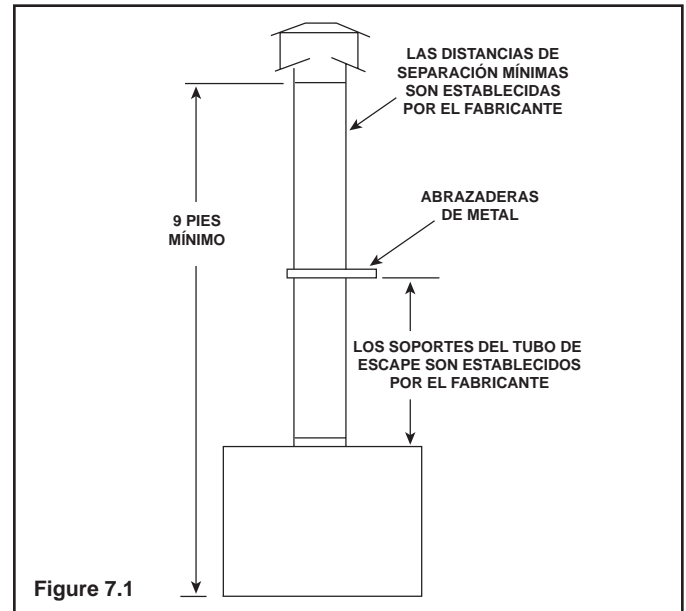 LAS DISTANCIAS DE
SEPARACIÓN MÍNIMAS
SON ESTABLECIDAS
POR EL FABRICANTE
ABRAZADERAS
DE METAL
9 PIES
MÍNIMO
LOS SOPORTES DEL TUBO DE
ESCAPE SON ESTABLECIDOS
POR EL FABRICANTE
Figure 7.1